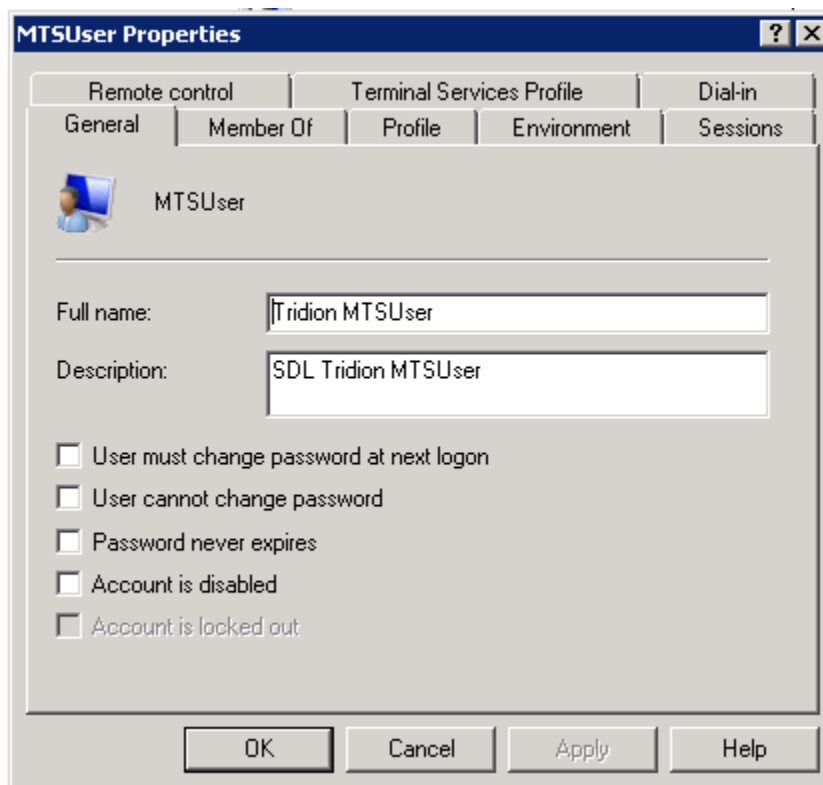 MTSUser Properties
Remote control Terminal Services Profile Dial-in
General Member Of Profile Environment Sessions
MTSUser
Full name: Tridion MTSUser
Description: SDL Tridion MTSUser
User must change password at next logon
User cannot change password
Password never expires
Account is disabled
Account is locked out
OK Cancel Apply Help